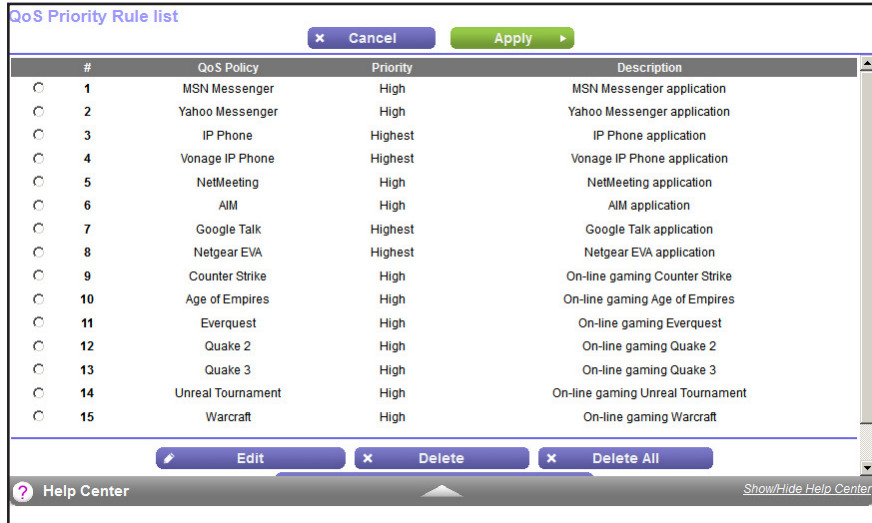 QoS Priority Rule list
× Cancel Apply
# QoS Policy Priority Description
1 MSN Messenger High MSN Messenger application
2 Yahoo Messenger High Yahoo Messenger application
3 IP Phone Highest IP Phone application
4 Vonage IP Phone Highest Vonage IP Phone application
5 NetMeeting High NetMeeting application
6 AIM High AIM application
7 Google Talk Highest Google Talk application
8 Netgear EVA Highest Netgear EVA application
9 Counter Strike High On-line gaming Counter Strike
10 Age of Empires High On-line gaming Age of Empires
11 Everquest High On-line gaming Everquest
12 Quake 2 High On-line gaming Quake 2
13 Quake 3 High On-line gaming Quake 3
14 Unreal Tournament High On-line gaming Unreal Tournament
15 Warcraft High On-line gaming Warcraft
Edit × Delete × Delete All
? Help Center Show/Hide Help Center